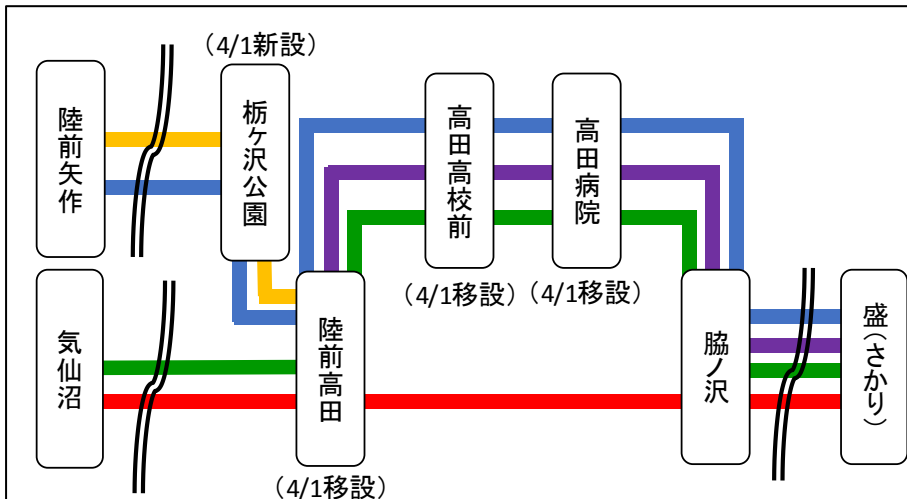 （4/1新設）
陸前矢作
栃ヶ沢公園
高田高校前
高田病院
（4/1移設）
（4/1移設）
気仙沼
陸前高田
脇ノ沢
盛（さかり）
（4/1移設）